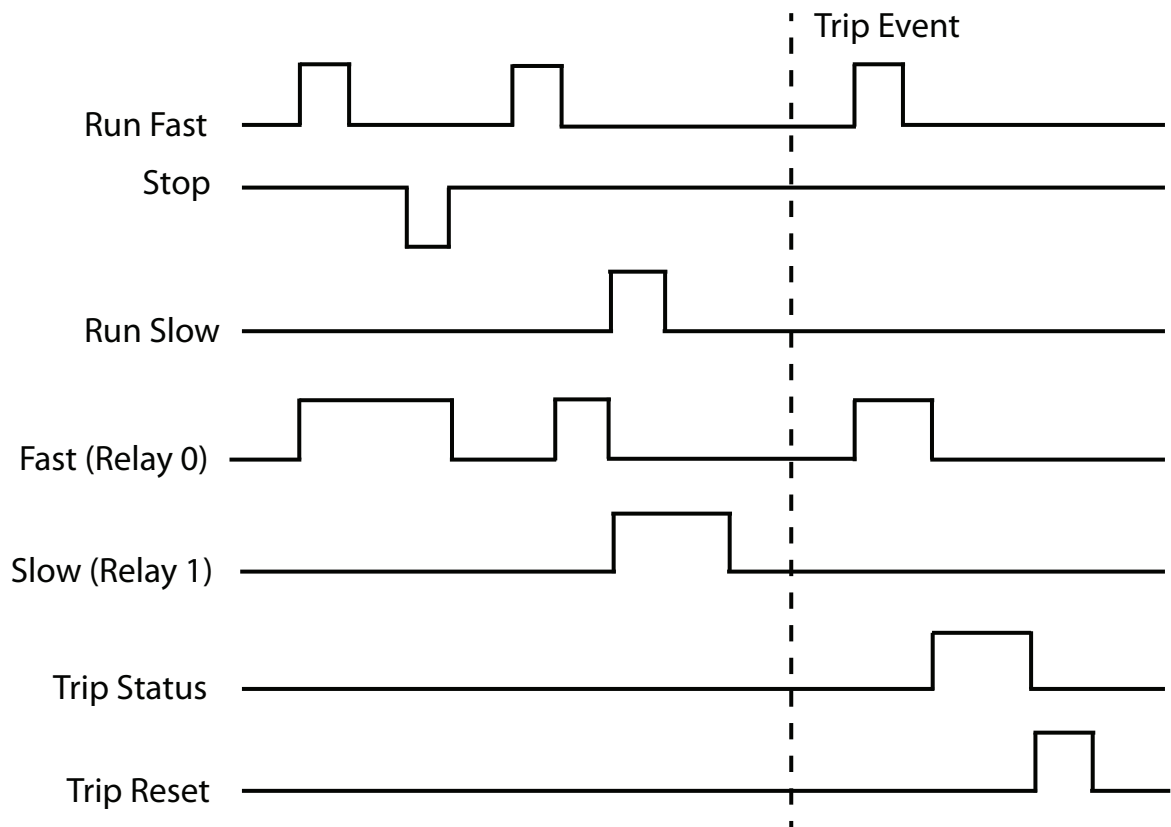 Trip Event
Run Fast
Stop
Run Slow
Fast (Relay 0)
Slow (Relay 1)
Trip Status
Trip Reset